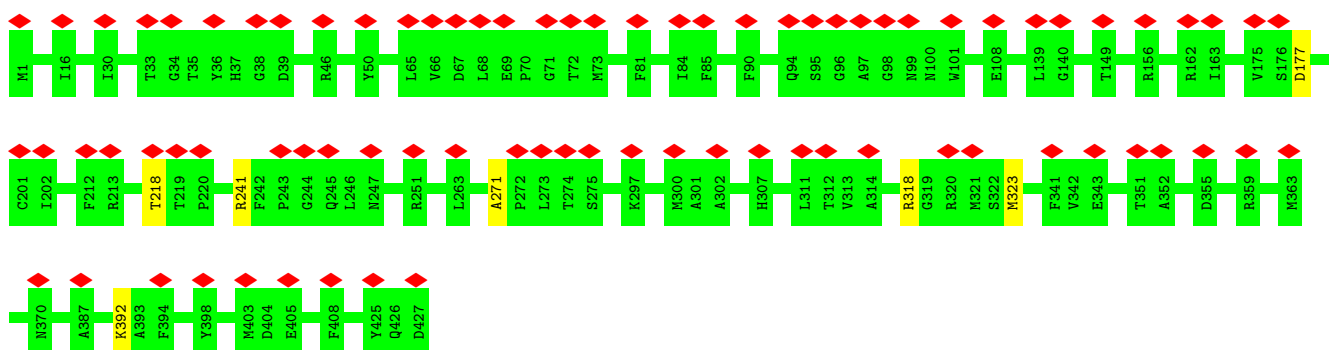 M1 I16 I30 T33 G34 T35 Y36 H37 G38 D39 R46 Y50 L65 V66 D67 L68 E69 P70 G71 T72 M73 F81 I84 F85 F90 Q94 S95 G96 A97 G98 N99 N100 W101 E108 L139 G140 T149 R156 R162 I163 V175 S176 D177
C201 I202 F212 R213 T218 T219 P220 R241 F242 P243 G244 Q245 L246 N247 R251 L263 A271 P272 L273 T274 S275 K297 M300 A301 A302 H307 L311 T312 V313 A314 R318 G319 R320 M321 S322 M323 F341 V342 E343 T351 A352 D355 R359 M363
N370 A387 K392 A393 F394 Y398 M403 D404 E405 F408 Y425 Q426 D427